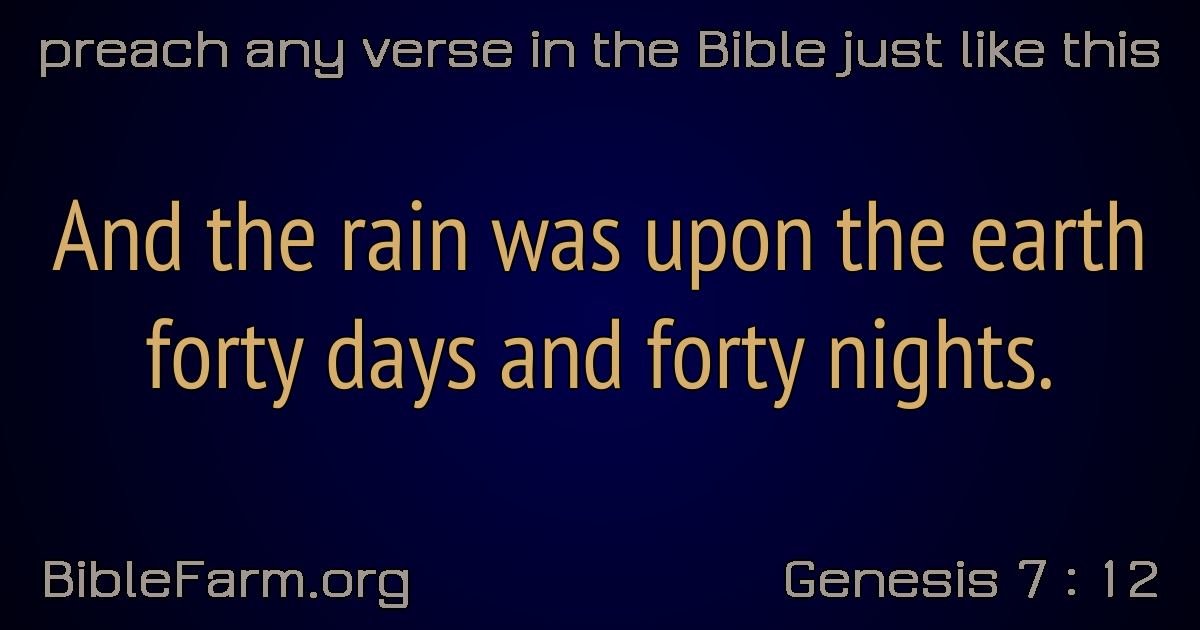 preach any verse in the Bible just like this
And the rain was upon the earth
forty days and forty nights.
BibleFarm.org
Genesis 7 : 12